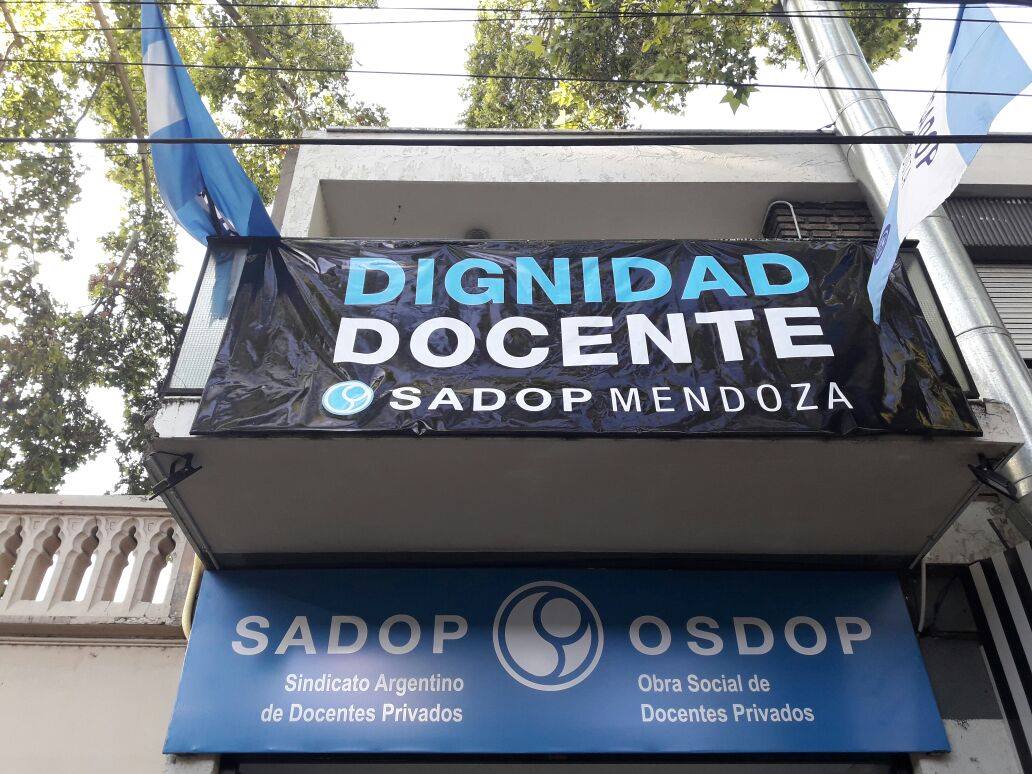 DIGNIDAD
DOCENTE
SADOP MENDOZA
SADOP
Sindicato Argentino
de Docentes Privados
OSDOP
Obra Social de
Docentes Privados